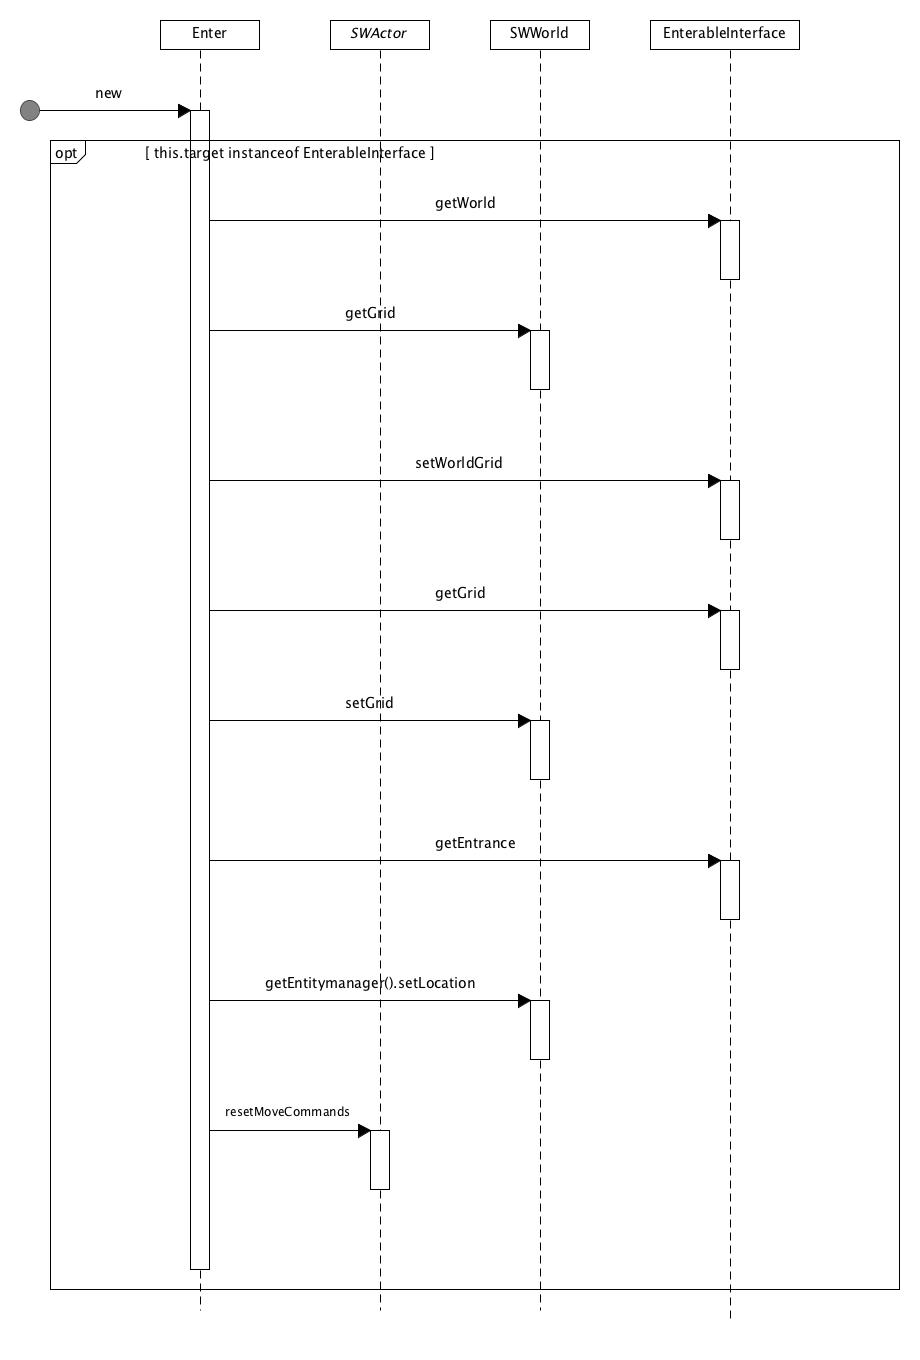 Enter
SWActor
SWWorld
EnterableInterface
new
opt
[ this.target instanceof EnterableInterface ]
getWorld
getGrid
setWorldGrid
getGrid
setGrid
getEntrance
getEntitymanager().setLocation
resetMoveCommands